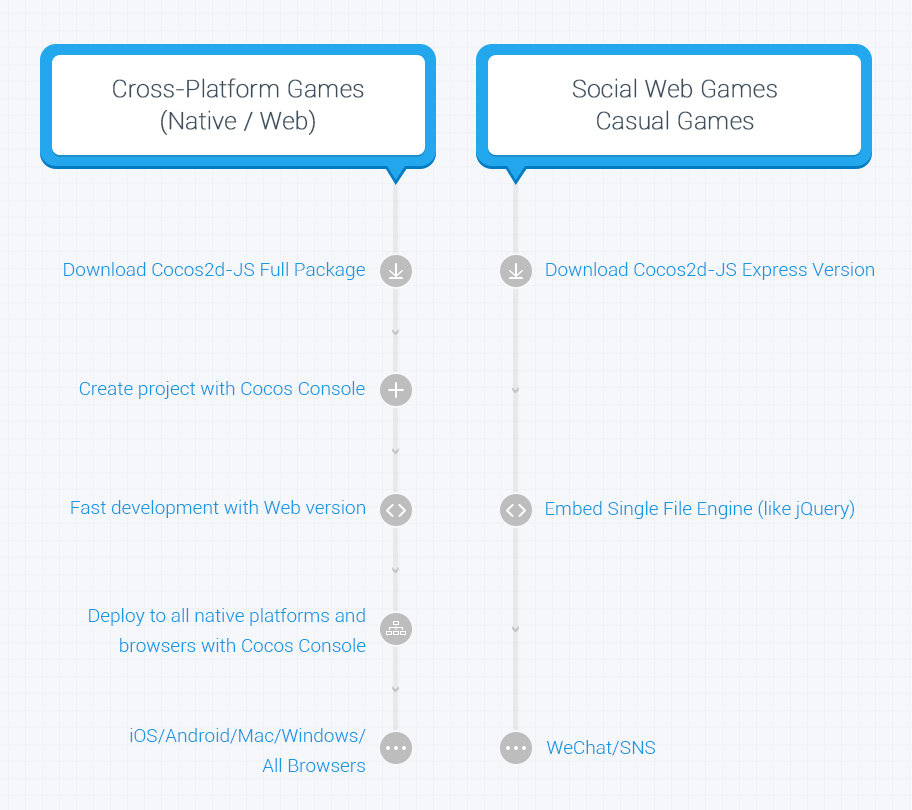 Cross-Platform Games
(Native / Web)
Social Web Games
Casual Games
Download Cocos2d-JS Full Package
Create project with Cocos Console
Fast development with Web version
Deploy to all native platforms and
browsers with Cocos Console
iOS/Android/Mac/Windows/
All Browsers
Download Cocos2d-JS Express Version
Embed Single File Engine (like jQuery)
WeChat/SNS